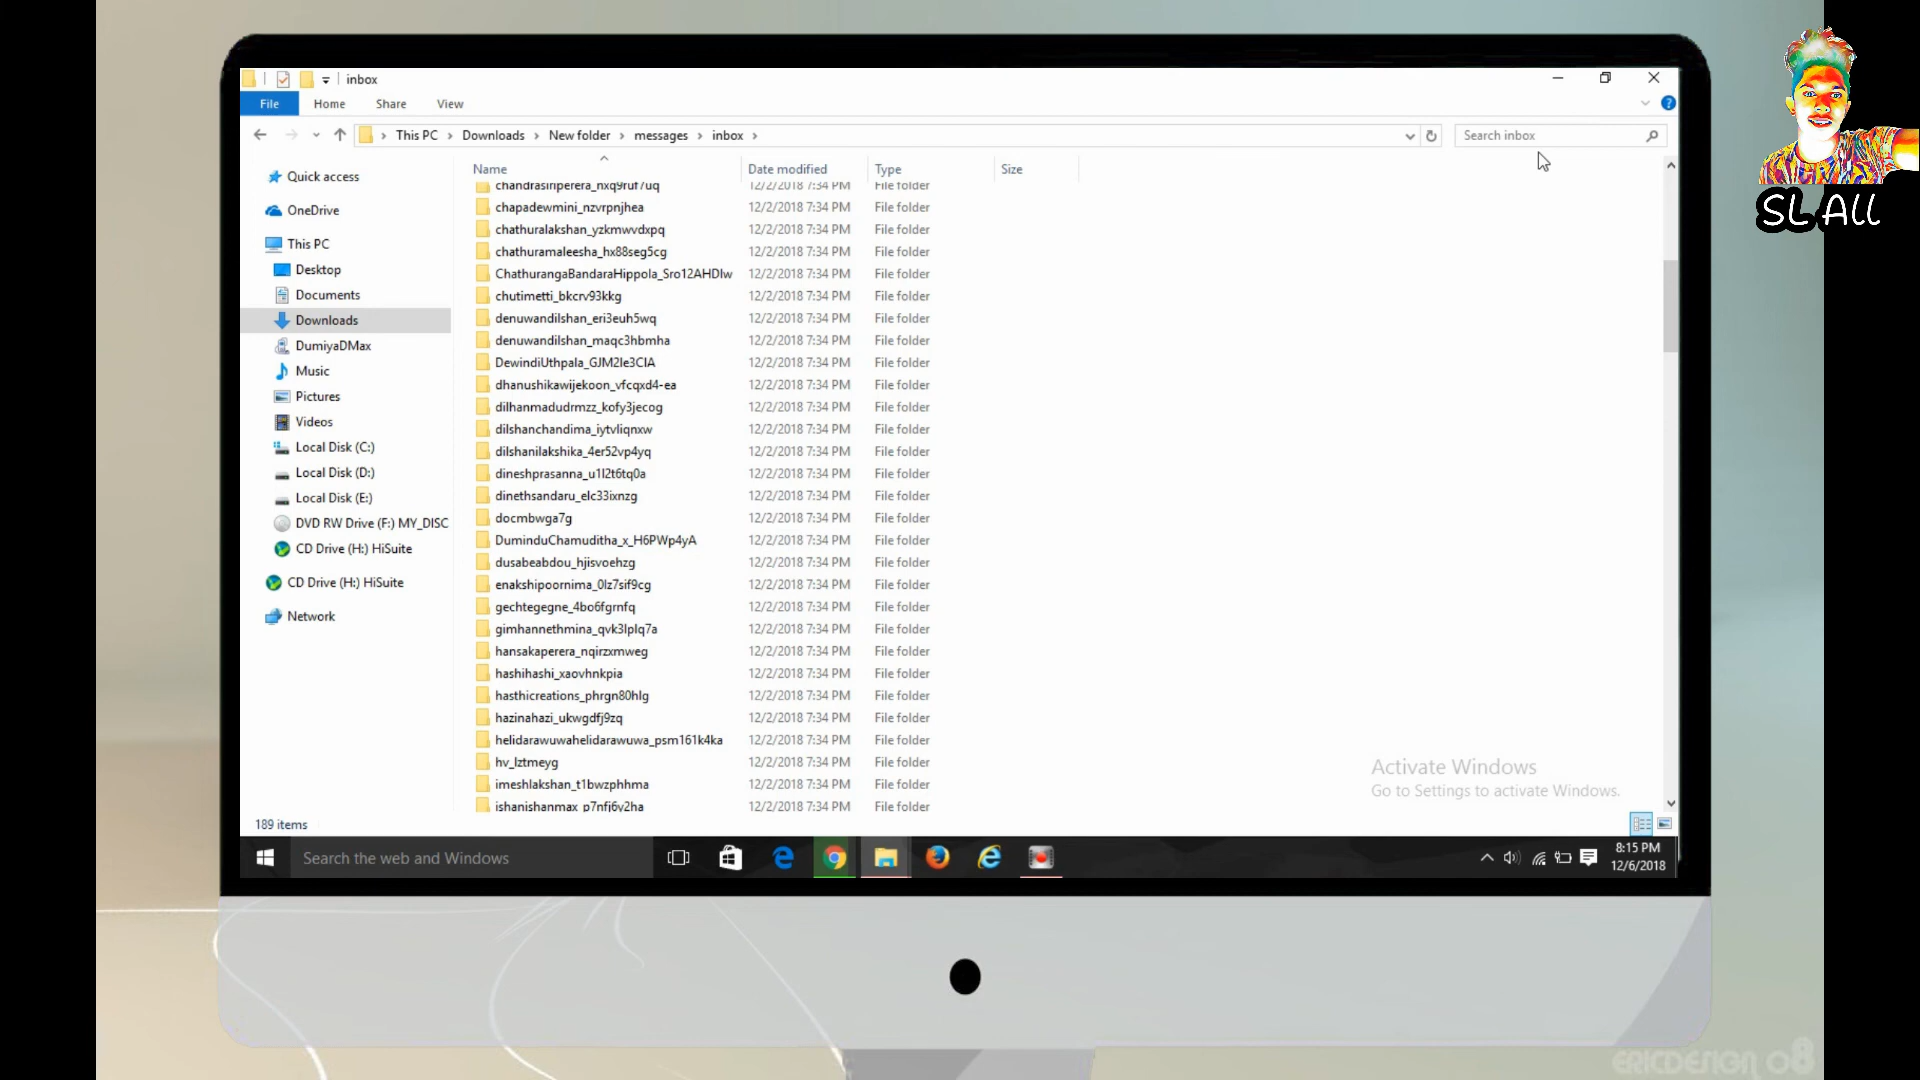 inbox
File Home Share View
This PC Downloads New folder messages inbox
Search inbox
Name Date modified Type Size
Quick access
OneDrive
This PC
Desktop
Documents
Downloads
DumiyaDMax
Music
Pictures
Videos
Local Disk (C:)
Local Disk (D:)
Local Disk (E:)
DVD RW Drive (F:) MY_DISC
CD Drive (H:) HiSuite
CD Drive (H:) HiSuite
Network
chandrasiriperera_nxq9ruf7uq 12/2/2018 7:34 PM File folder
chapadewmini_nzvrpnjhea 12/2/2018 7:34 PM File folder
chathuralakshan_yzkmwvdxpq 12/2/2018 7:34 PM File folder
chathuramaleesha_hx88seg5cg 12/2/2018 7:34 PM File folder
ChathurangaBandaraHippola_Sro12AHDlw 12/2/2018 7:34 PM File folder
chutimetti_bkcrv93kkg 12/2/2018 7:34 PM File folder
denuwandilshan_eri3euh5wq 12/2/2018 7:34 PM File folder
denuwandilshan_maqc3hbmha 12/2/2018 7:34 PM File folder
DewindiUthpala_GJM2Ie3CIA 12/2/2018 7:34 PM File folder
dhanushikawijekoon_vfcqxd4-ea 12/2/2018 7:34 PM File folder
dilhanmadudrmzz_kofy3jecog 12/2/2018 7:34 PM File folder
dilshanchandima_iytvliqnxw 12/2/2018 7:34 PM File folder
dilshanilakshika_4er52vp4yq 12/2/2018 7:34 PM File folder
dineshprasanna_u1l2t6tq0a 12/2/2018 7:34 PM File folder
dinethsandaru_elc33ixnzg 12/2/2018 7:34 PM File folder
docmbwga7g 12/2/2018 7:34 PM File folder
DuminduChamuditha_x_H6PWp4yA 12/2/2018 7:34 PM File folder
dusabeabdou_hjisvoehzg 12/2/2018 7:34 PM File folder
enakshipoornima_0lz7sif9cg 12/2/2018 7:34 PM File folder
gechtegegne_4bo6fgrnfq 12/2/2018 7:34 PM File folder
gimhannethmina_qvk3lplq7a 12/2/2018 7:34 PM File folder
hansakaperera_nqirzxmweg 12/2/2018 7:34 PM File folder
hashihashi_xaovhnkpia 12/2/2018 7:34 PM File folder
hasthicreations_phrgn80hlg 12/2/2018 7:34 PM File folder
hazinahazi_ukwgdfj9zq 12/2/2018 7:34 PM File folder
helidarawuwahelidarawuwa_psm161k4ka 12/2/2018 7:34 PM File folder
hv_lztmeyg 12/2/2018 7:34 PM File folder
imeshlakshan_t1bwzphhma 12/2/2018 7:34 PM File folder
ishanishanmax_p7nfj6y2ha 12/2/2018 7:34 PM File folder
Activate Windows
Go to Settings to activate Windows.
189 items
Search the web and Windows
8:15 PM
12/6/2018
SL All
ERICDESIGN 08